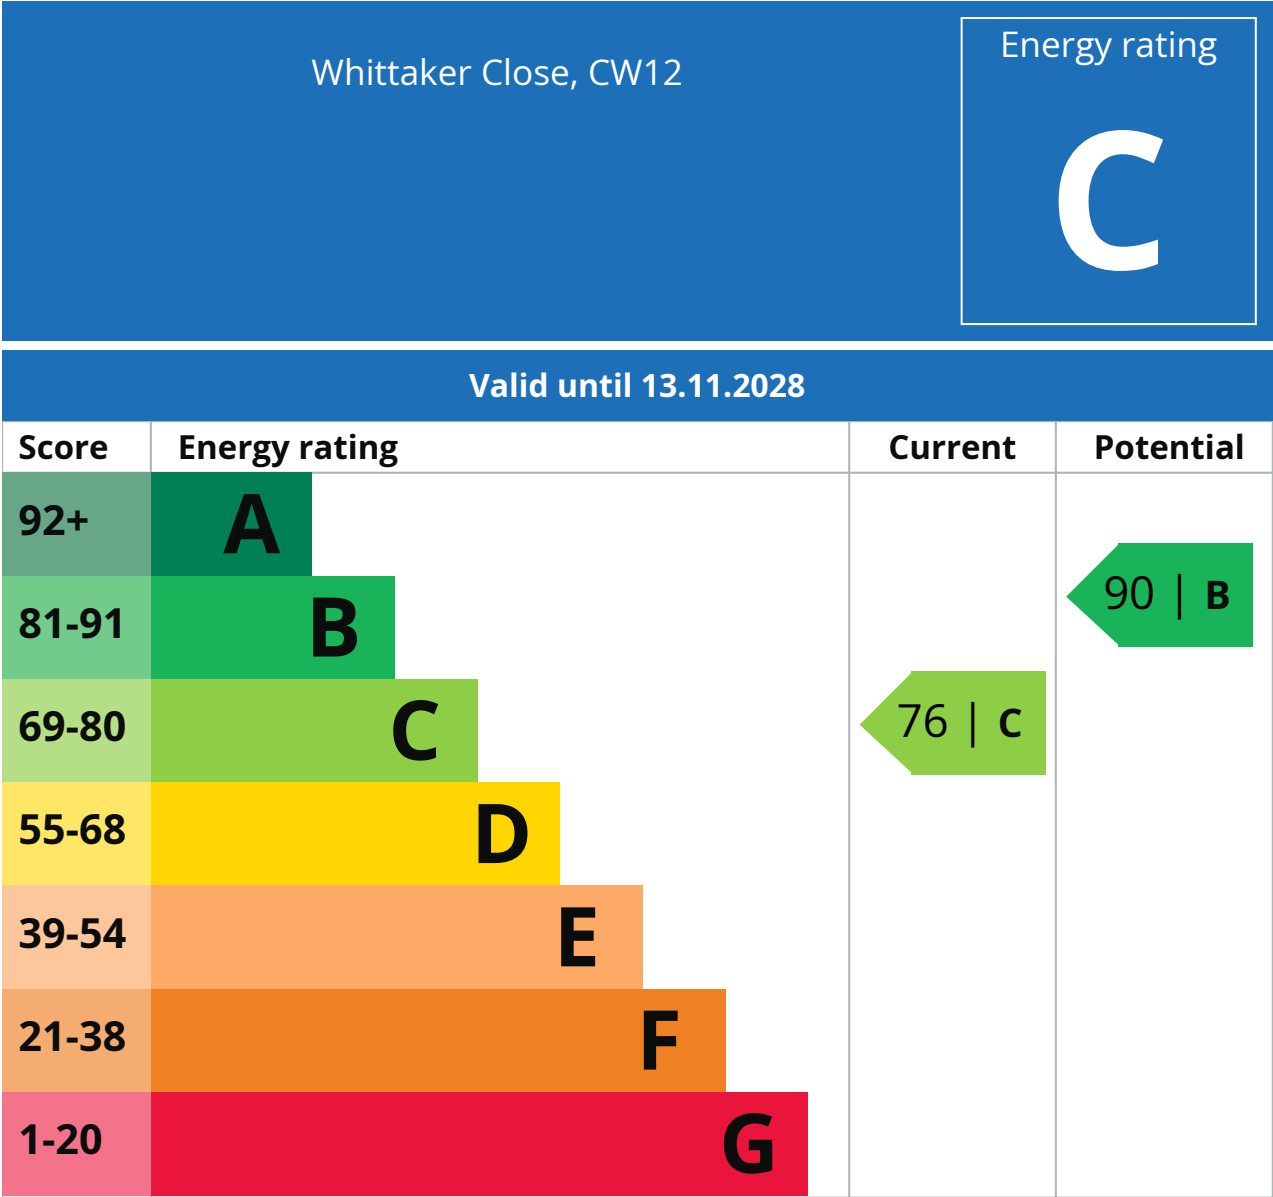 Whittaker Close, CW12
Energy rating
C
Valid until 13.11.2028
Score Energy rating Current Potential
92+ A
81-91 B 90 | B
69-80 C 76 | C
55-68 D
39-54 E
21-38 F
1-20 G